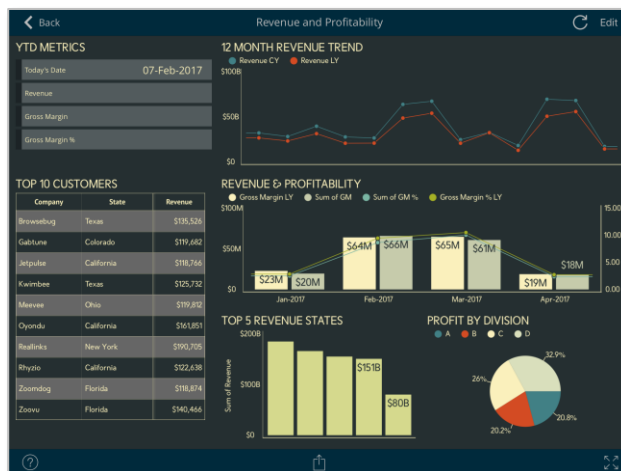 Back
Revenue and Profitability
Edit
YTD METRICS
Today's Date 07-Feb-2017
Revenue
Gross Margin
Gross Margin %
12 MONTH REVENUE TREND
Revenue CY Revenue LY
$100B
$50B
$0
TOP 10 CUSTOMERS
Company State Revenue
Browsebug Texas $135,526
Gabtune Colorado $119,682
Jetpulse California $118,766
Kwimbee Texas $125,732
Meevee Ohio $119,812
Oyondu California $161,851
Reallinks New York $190,705
Rhyzio California $122,638
Zoomdog Florida $118,874
Zoovu Florida $140,466
REVENUE & PROFITABILITY
Gross Margin LY Sum of GM Sum of GM % Gross Margin % LY
$100M
$50M
$0
15.00
10.00
5.00
0.00
$23M $20M $64M $66M $65M $61M $19M $18M
Jan-2017 Feb-2017 Mar-2017 Apr-2017
TOP 5 REVENUE STATES
Sum of Revenue
$200B
$100B
$0
$151B
$80B
PROFIT BY DIVISION
A B C D
32.9%
26%
20.2%
20.8%
?